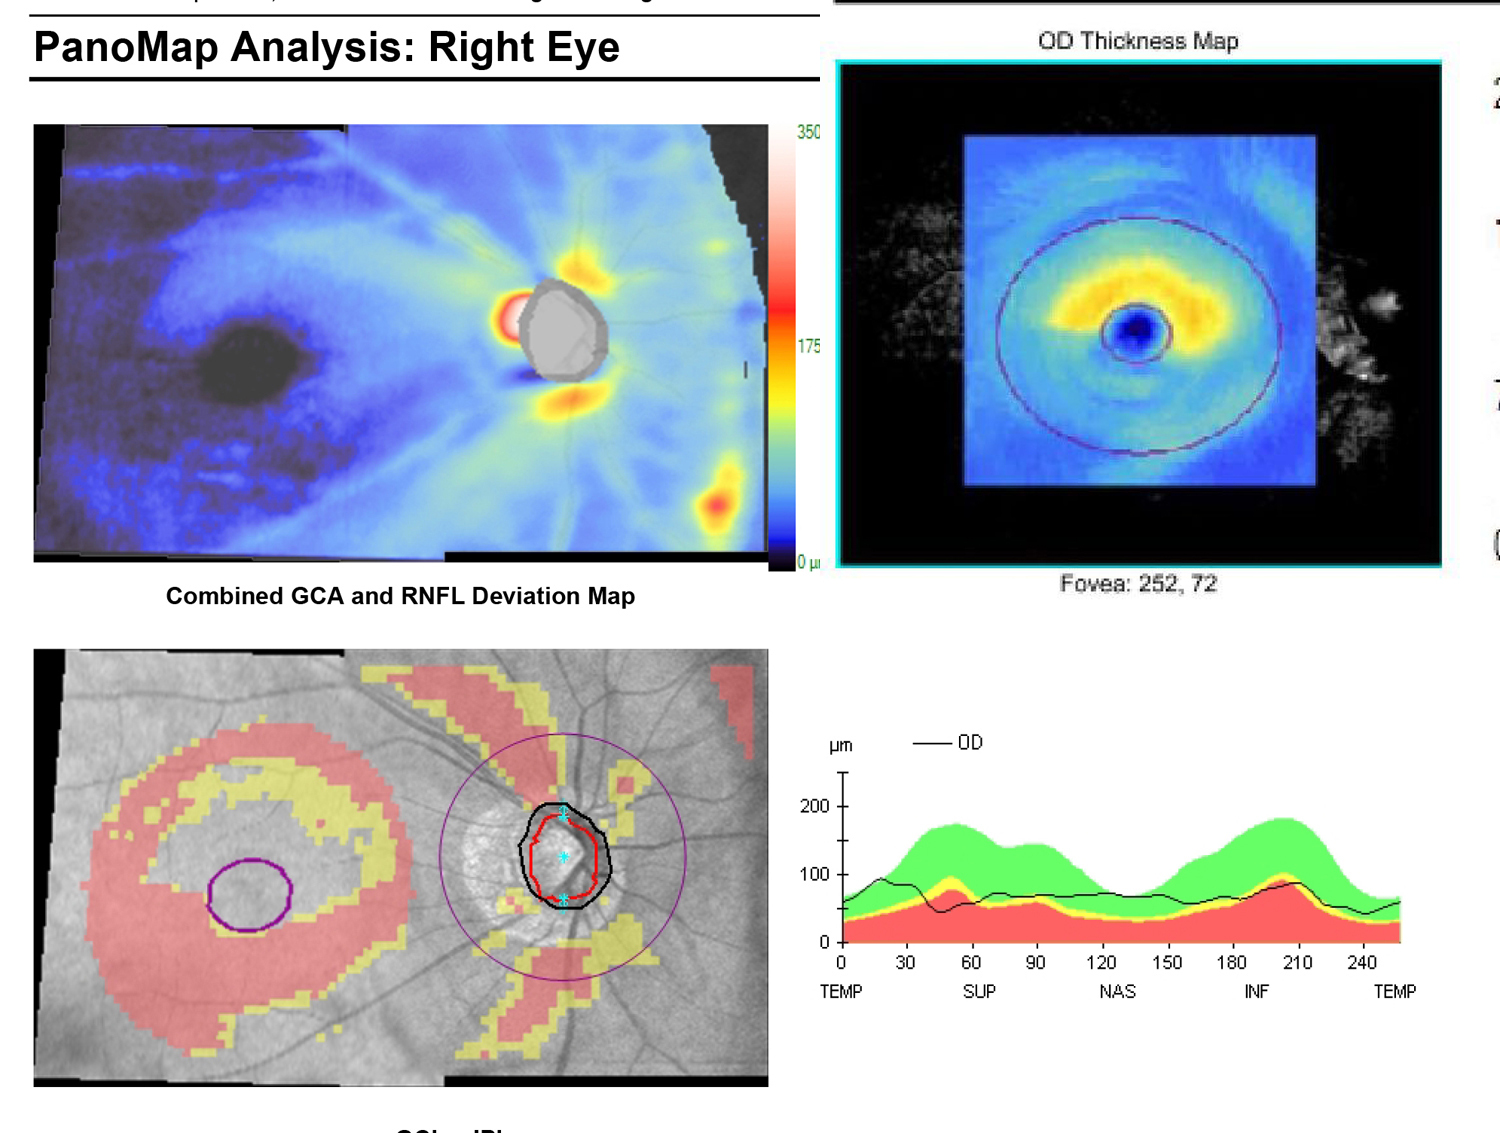 PanoMap Analysis: Right Eye
OD Thickness Map
350
175
0 µ
Fovea: 252, 72
Combined GCA and RNFL Deviation Map
µm
OD
200
100
0
0 30 60 90 120 150 180 210 240
TEMP SUP NAS INF TEMP